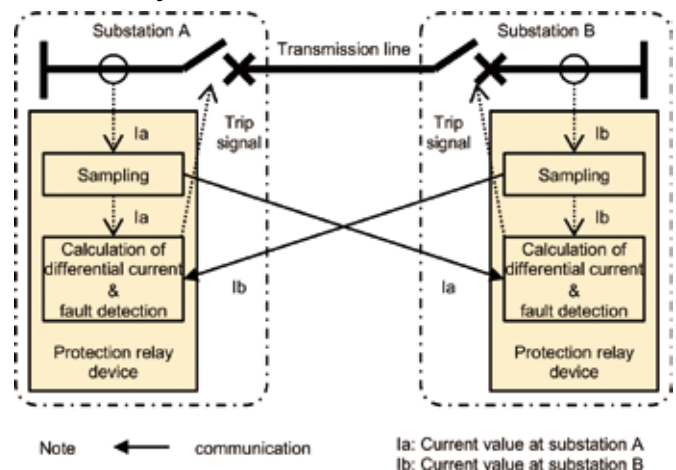 Substation A
Transmission line
Substation B
Ia
Trip
signal
Trip
signal
Ib
Sampling
Sampling
Ia
Ib
Calculation of
differential current
&
fault detection
Ib
Ia
Calculation of
differential current
&
fault detection
Protection relay
device
Protection relay
device
Note
communication
Ia: Current value at substation A
Ib: Current value at substation B